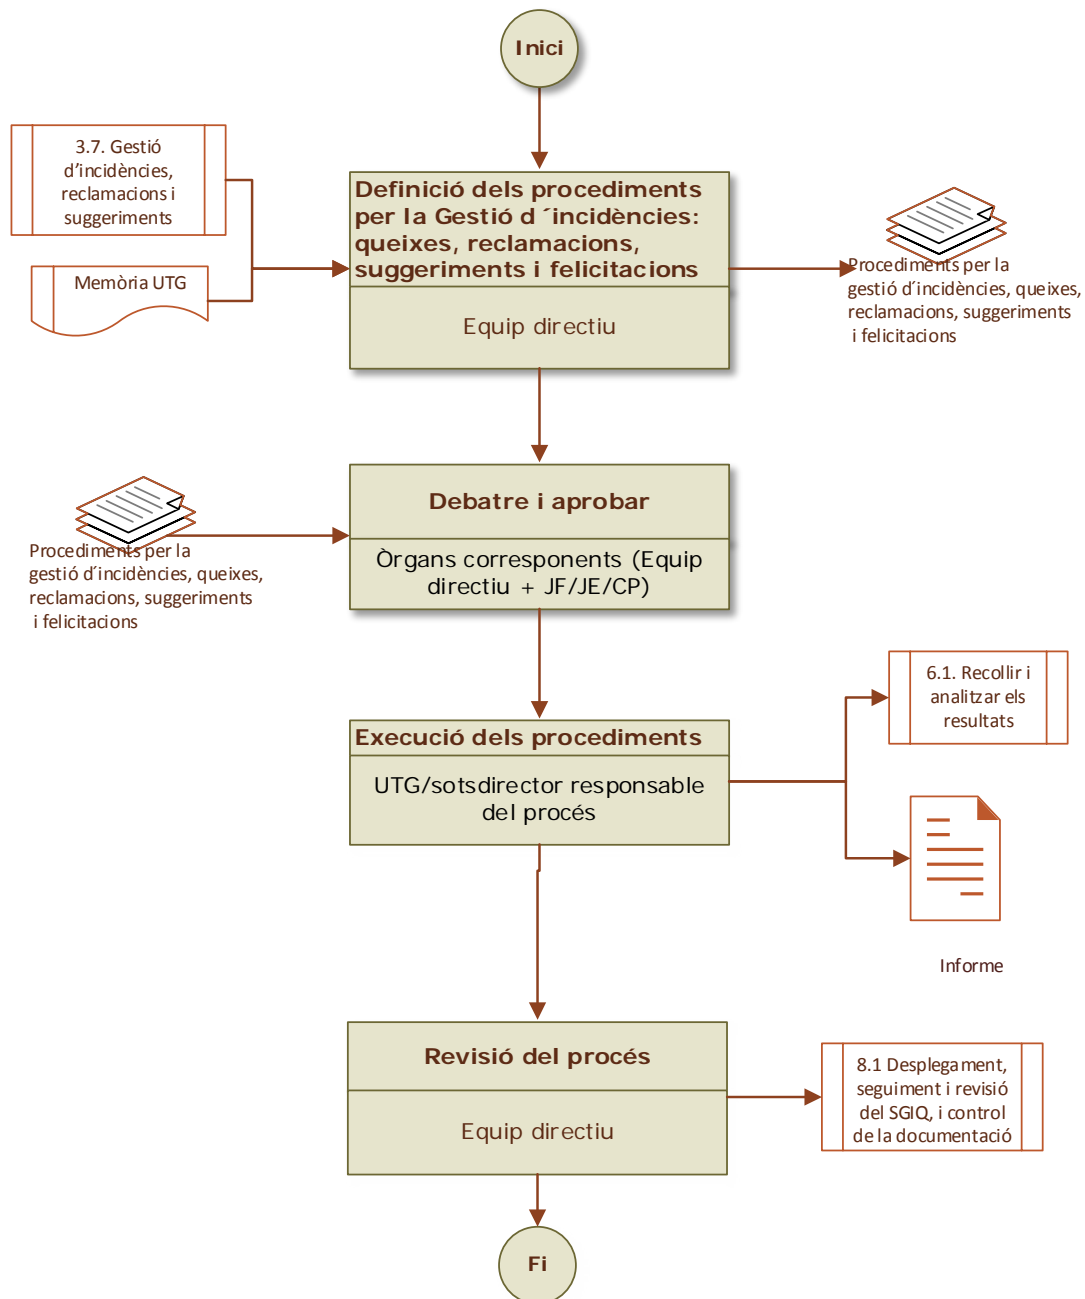 Inici
3.7. Gestió
d'incidències,
reclamacions i
suggeriments
Memòria UTG
Definició dels procediments
per la Gestió d ´incidències:
queixes, reclamacions,
suggeriments i felicitacions
Equip directiu
Procediments per la
gestió d´incidències, queixes,
reclamacions, suggeriments
i felicitacions
Debatre i aprobar
Òrgans corresponents (Equip
directiu + JF/JE/CP)
Procediments per la
gestió d´incidències, queixes,
reclamacions, suggeriments
i felicitacions
Execució dels procediments
UTG/sotsdirector responsable
del procés
6.1. Recollir i
analitzar els
resultats
Informe
Revisió del procés
Equip directiu
8.1 Desplegament,
seguiment i revisió
del SGIQ, i control
de la documentació
Fi